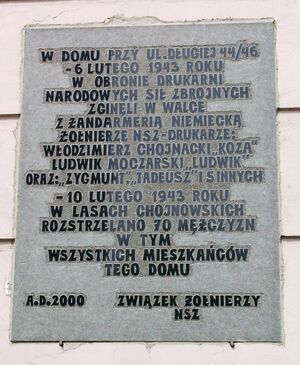 W DOMU PRZY UL.DŁUGIEJ 44/46
- 6 LUTEGO 1943 ROKU
W OBRONIE DRUKARNI
NARODOWYCH SIŁ ZBROJNYCH
ZGINĘLI W WALCE
Z ŻANDARMERIĄ NIEMIECKĄ
ŻOŁNIERZE NSZ-DRUKARZE:
WŁODZIMIERZ CHOJNACKI„KOZA”
LUDWIK MOCZARSKI„LUDWIK”
ORAZ:„ZYGMUNT”,„TADEUSZ” I 5 INNYCH
- 10 LUTEGO 1943 ROKU
W LASACH CHOJNOWSKICH
ROZSTRZELANO 70 MĘŻCZYZN
W TYM
WSZYSTKICH MIESZKAŃCÓW
TEGO DOMU
A.D.2000 ZWIĄZEK ŻOŁNIERZY
NSZ